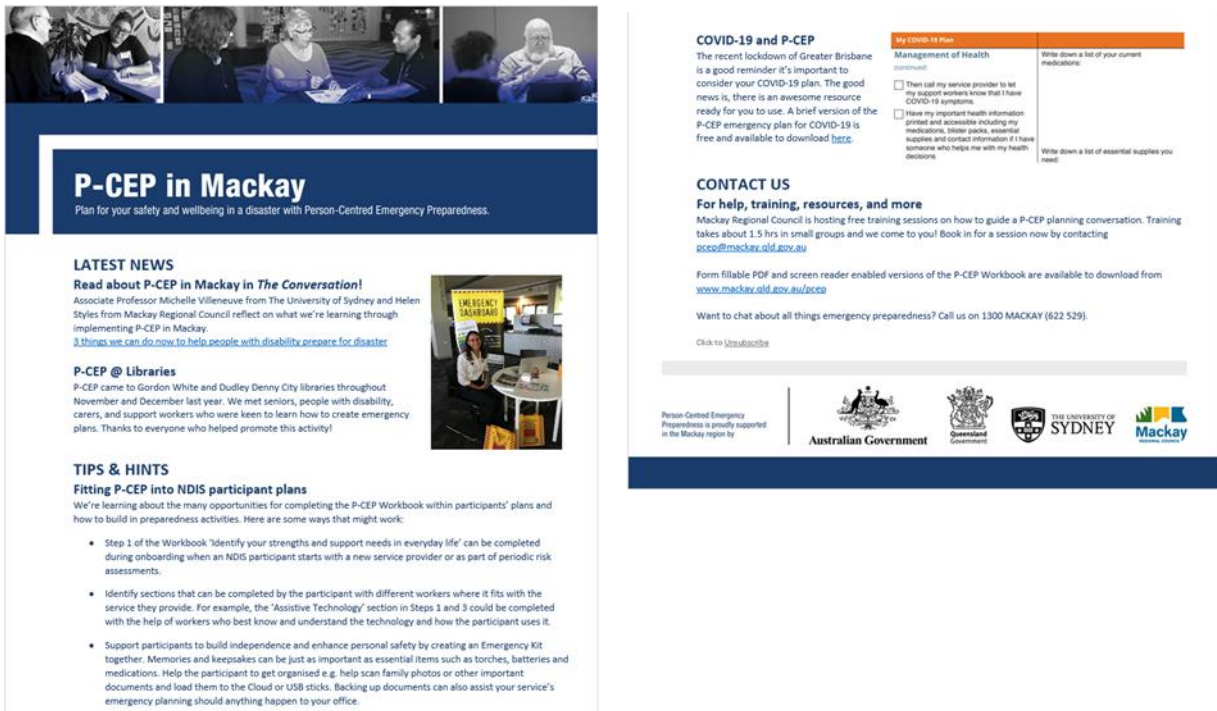 P-CEP in Mackay
Plan for your safety and wellbeing in a disaster with Person-Centred Emergency Preparedness.
LATEST NEWS
Read about P-CEP in Mackay in The Conversation!
Associate Professor Michelle Villeneuve from The University of Sydney and Helen
Styles from Mackay Regional Council reflect on what we're learning through
implementing P-CEP in Mackay.
3 things we can do now to help people with disability prepare for disaster
EMERGENCY
DASHBOARD
P-CEP @ Libraries
P-CEP came to Gordon White and Dudley Denny City libraries throughout
November and December last year. We met seniors, people with disability,
carers, and support workers who were keen to learn how to create emergency
plans. Thanks to everyone who helped promote this activity!
TIPS & HINTS
Fitting P-CEP into NDIS participant plans
We're learning about the many opportunities for completing the P-CEP Workbook within participants' plans and
how to build in preparedness activities. Here are some ways that might work:
● Step 1 of the Workbook 'Identify your strengths and support needs in everyday life' can be completed
during onboarding when an NDIS participant starts with a new service provider or as part of periodic risk
assessments.
● Identify sections that can be completed by the participant with different workers where it fits with the
service they provide. For example, the 'Assistive Technology' section in Steps 1 and 3 could be completed
with the help of workers who best know and understand the technology and how the participant uses it.
● Support participants to build independence and enhance personal safety by creating an Emergency Kit
together. Memories and keepsakes can be just as important as essential items such as torches, batteries and
medications. Help the participant to get organised e.g. help scan family photos or other important
documents and load them to the Cloud or USB sticks. Backing up documents can also assist your service's
emergency planning should anything happen to your office.
COVID-19 and P-CEP
The recent lockdown of Greater Brisbane
is a good reminder it's important to
consider your COVID-19 plan. The good
news is, there is an awesome resource
ready for you to use. A brief version of the
P-CEP emergency plan for COVID-19 is
free and available to download here.
My COVID-19 Plan
Management of Health
(continued)
Then call my service provider to let
my support workers know that I have
COVID-19 symptoms.
Have my important health information
printed and accessible including my
medications, blister packs, essential
supplies and contact information if I have
someone who helps me with my health
decisions
Write down a list of your current
medications:
Write down a list of essential supplies you
need:
CONTACT US
For help, training, resources, and more
Mackay Regional Council is hosting free training sessions on how to guide a P-CEP planning conversation. Training
takes about 1.5 hrs in small groups and we come to you! Book in for a session now by contacting
pcep@mackay.qld.gov.au
Form fillable PDF and screen reader enabled versions of the P-CEP Workbook are available to download from
www.mackay.qld.gov.au/pcep
Want to chat about all things emergency preparedness? Call us on 1300 MACKAY (622 529).
Click to Unsubscribe
Person-Centred Emergency
Preparedness is proudly supported
in the Mackay region by
Australian Government
Queensland
Government
THE UNIVERSITY OF
SYDNEY
Mackay
REGIONAL COUNCIL